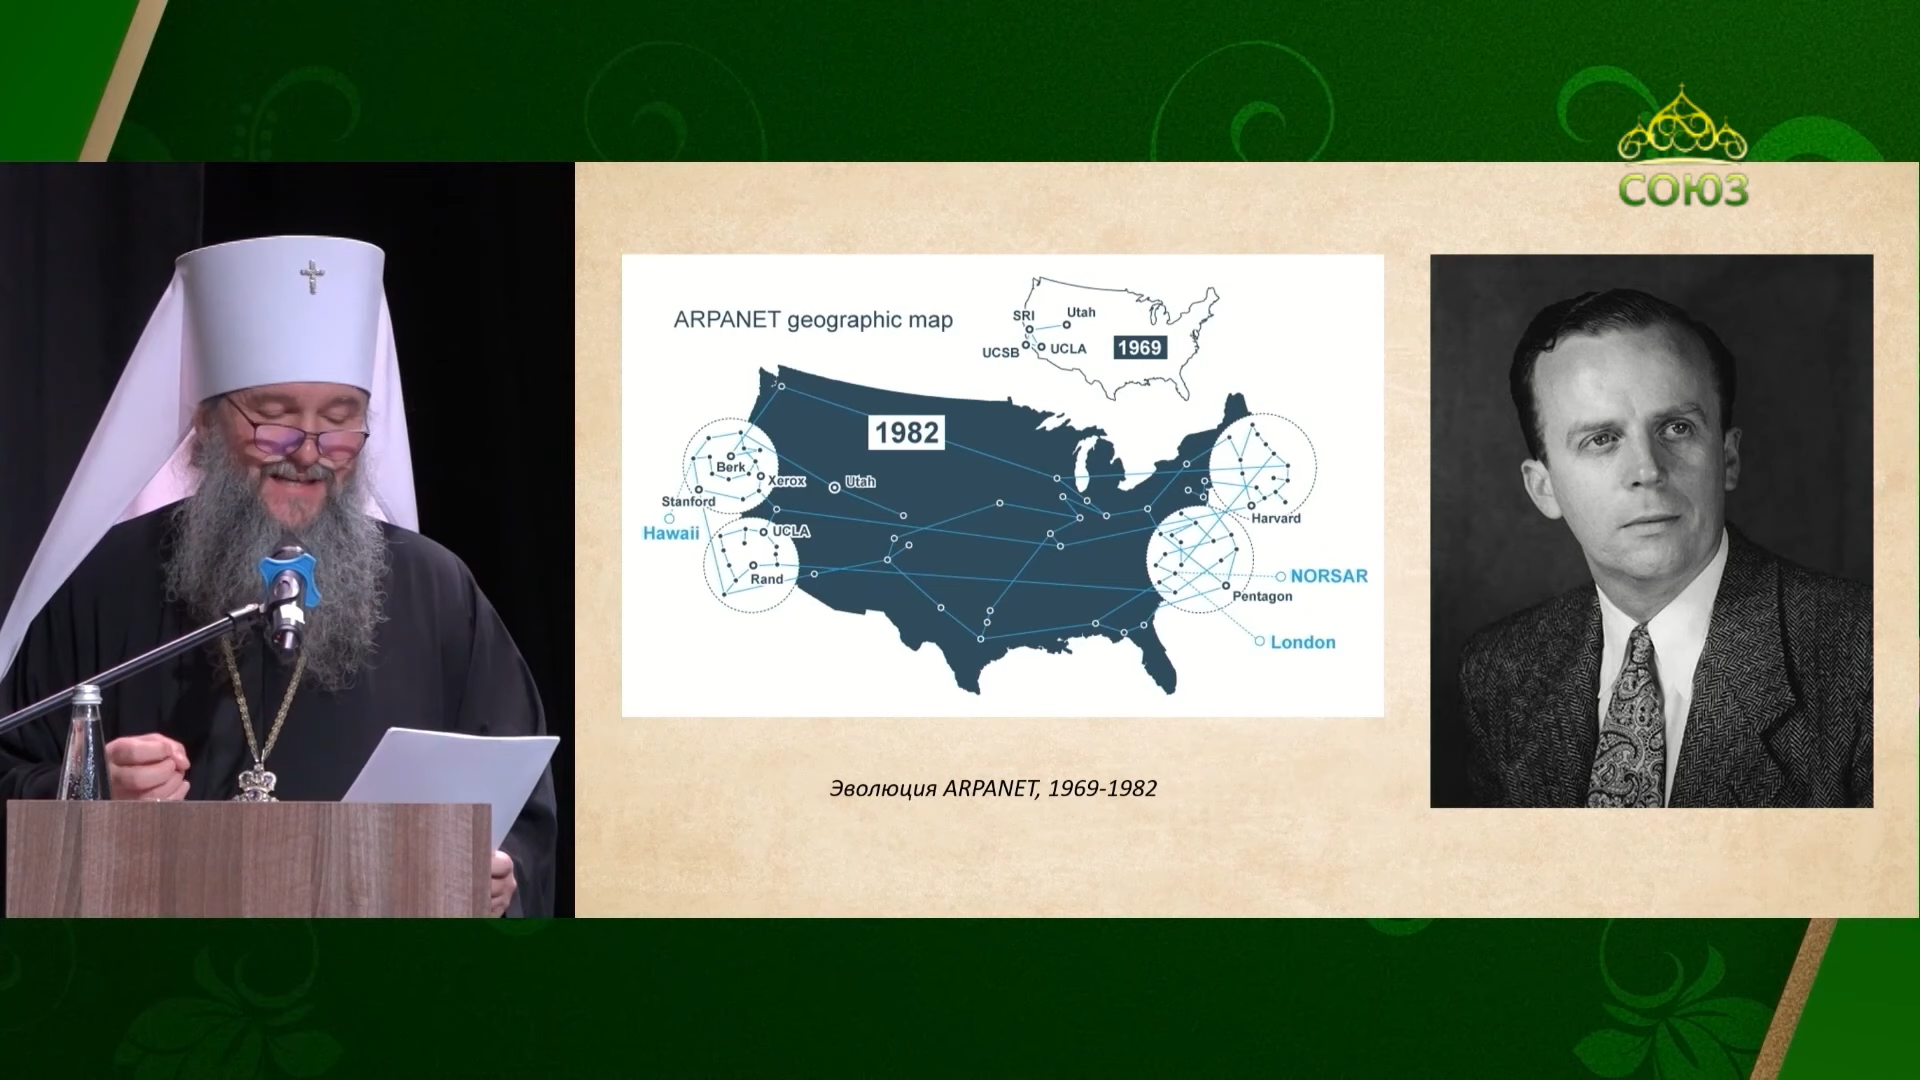 СОЮЗ
ARPANET geographic map
SRI
Utah
UCSB
UCLA
1969
1982
Berk
Xerox
Utah
Stanford
Hawaii
UCLA
Rand
Harvard
NORSAR
Pentagon
London
Эволюция ARPANET, 1969-1982